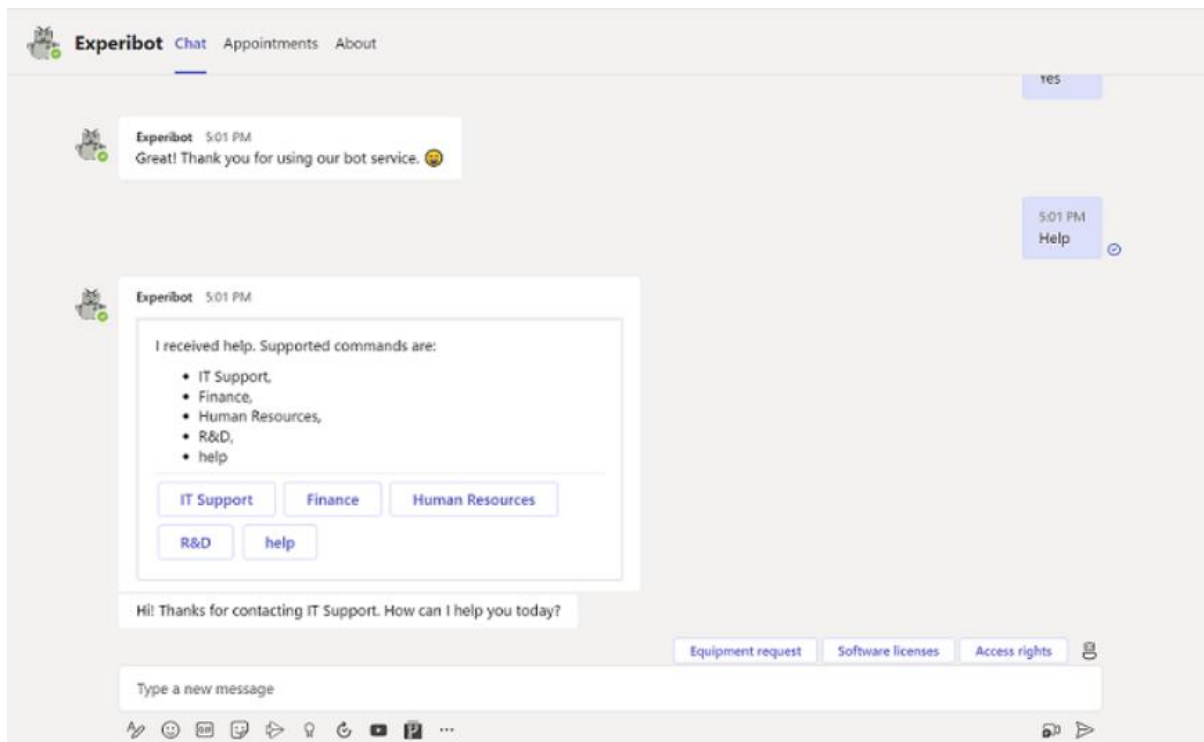 Experibot Chat Appointments About
Yes
Experibot 5:01 PM
Great! Thank you for using our bot service.
5:01 PM
Help
Experibot 5:01 PM
I received help. Supported commands are:
• IT Support,
• Finance,
• Human Resources,
• R&D,
• help
IT Support Finance Human Resources
R&D help
Hi! Thanks for contacting IT Support. How can I help you today?
Equipment request Software licenses Access rights
Type a new message
GIF